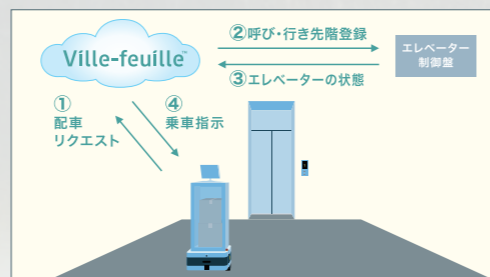 Ville-feuille™
②呼び・行き先階登録
③エレベーターの状態
エレベーター
制御盤
①
配車
リクエスト
④
乗車指示